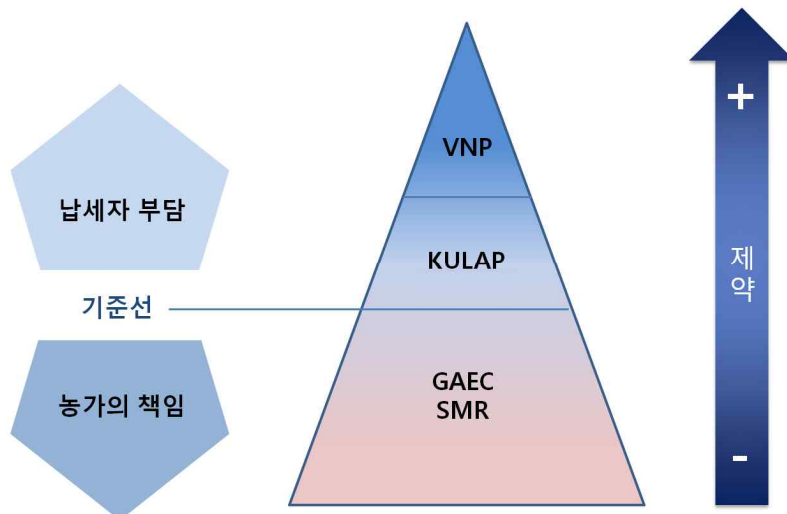 VNP
납세자 부담
KULAP
기준선
GAEC
SMR
농가의 책임
+
제
약
-